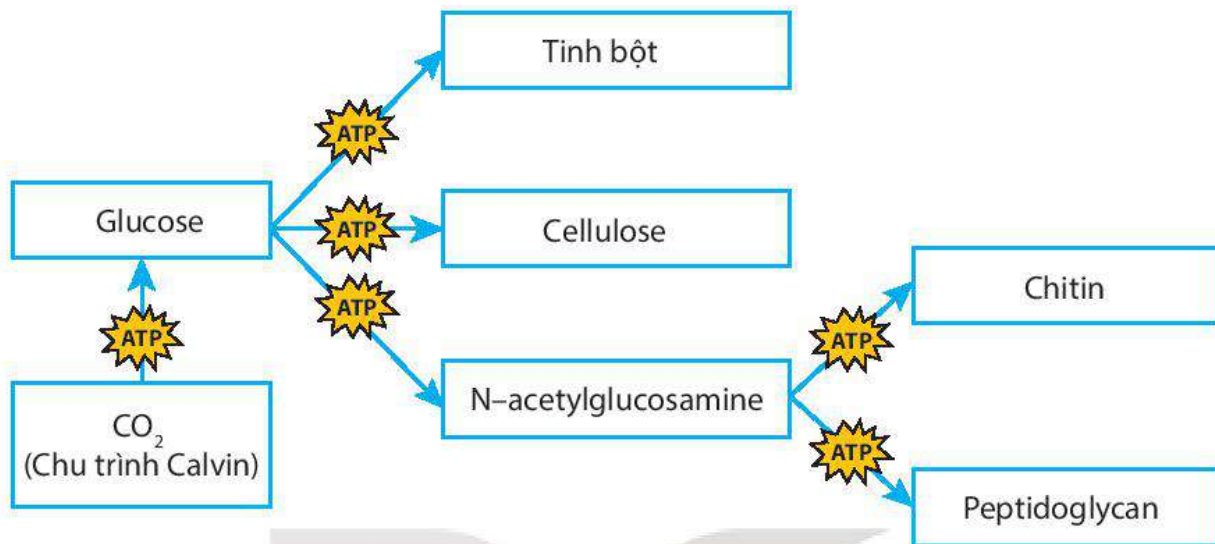 Tinh bột
ATP
Glucose
ATP
Cellulose
ATP
Chitin
ATP
ATP
N–acetylglucosamine
CO₂
(Chu trình Calvin)
ATP
Peptidoglycan